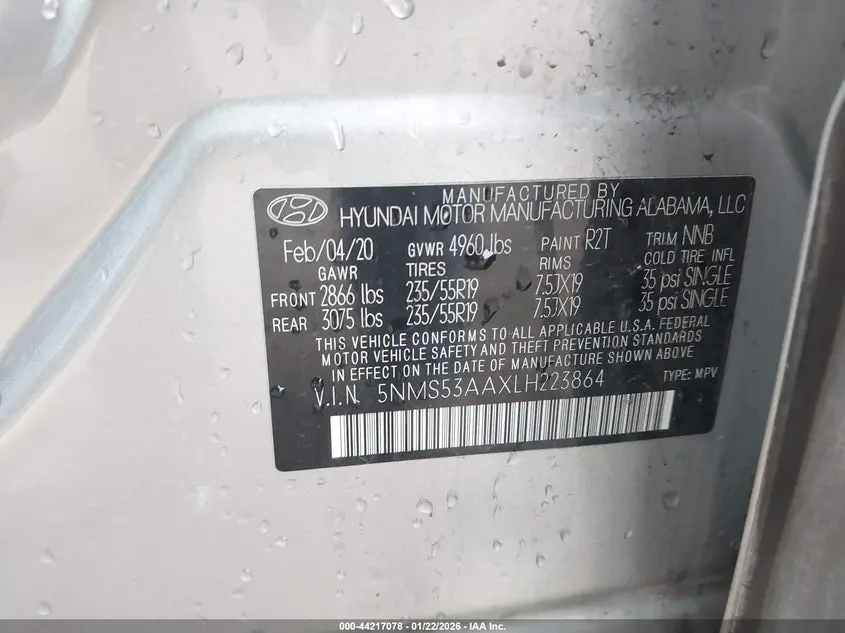 MANUFACTURED BY
HYUNDAI MOTOR MANUFACTURING ALABAMA, LLC
Feb/04/20 GVWR 4960 lbs PAINT R2T TRIM NNB
GAWR TIRES RIMS COLD TIRE INFL
FRONT 2866 lbs 235/55R19 7.5JX19 35 psi SINGLE
REAR 3075 lbs 235/55R19 7.5JX19 35 psi SINGLE
THIS VEHICLE CONFORMS TO ALL APPLICABLE U.S.A. FEDERAL
MOTOR VEHICLE SAFETY AND THEFT PREVENTION STANDARDS
IN EFFECT ON THE DATE OF MANUFACTURE SHOWN ABOVE
V.I.N. 5NMS53AAXLH223864 TYPE: MPV
000-44217078 - 01/22/2026 - IAA Inc.